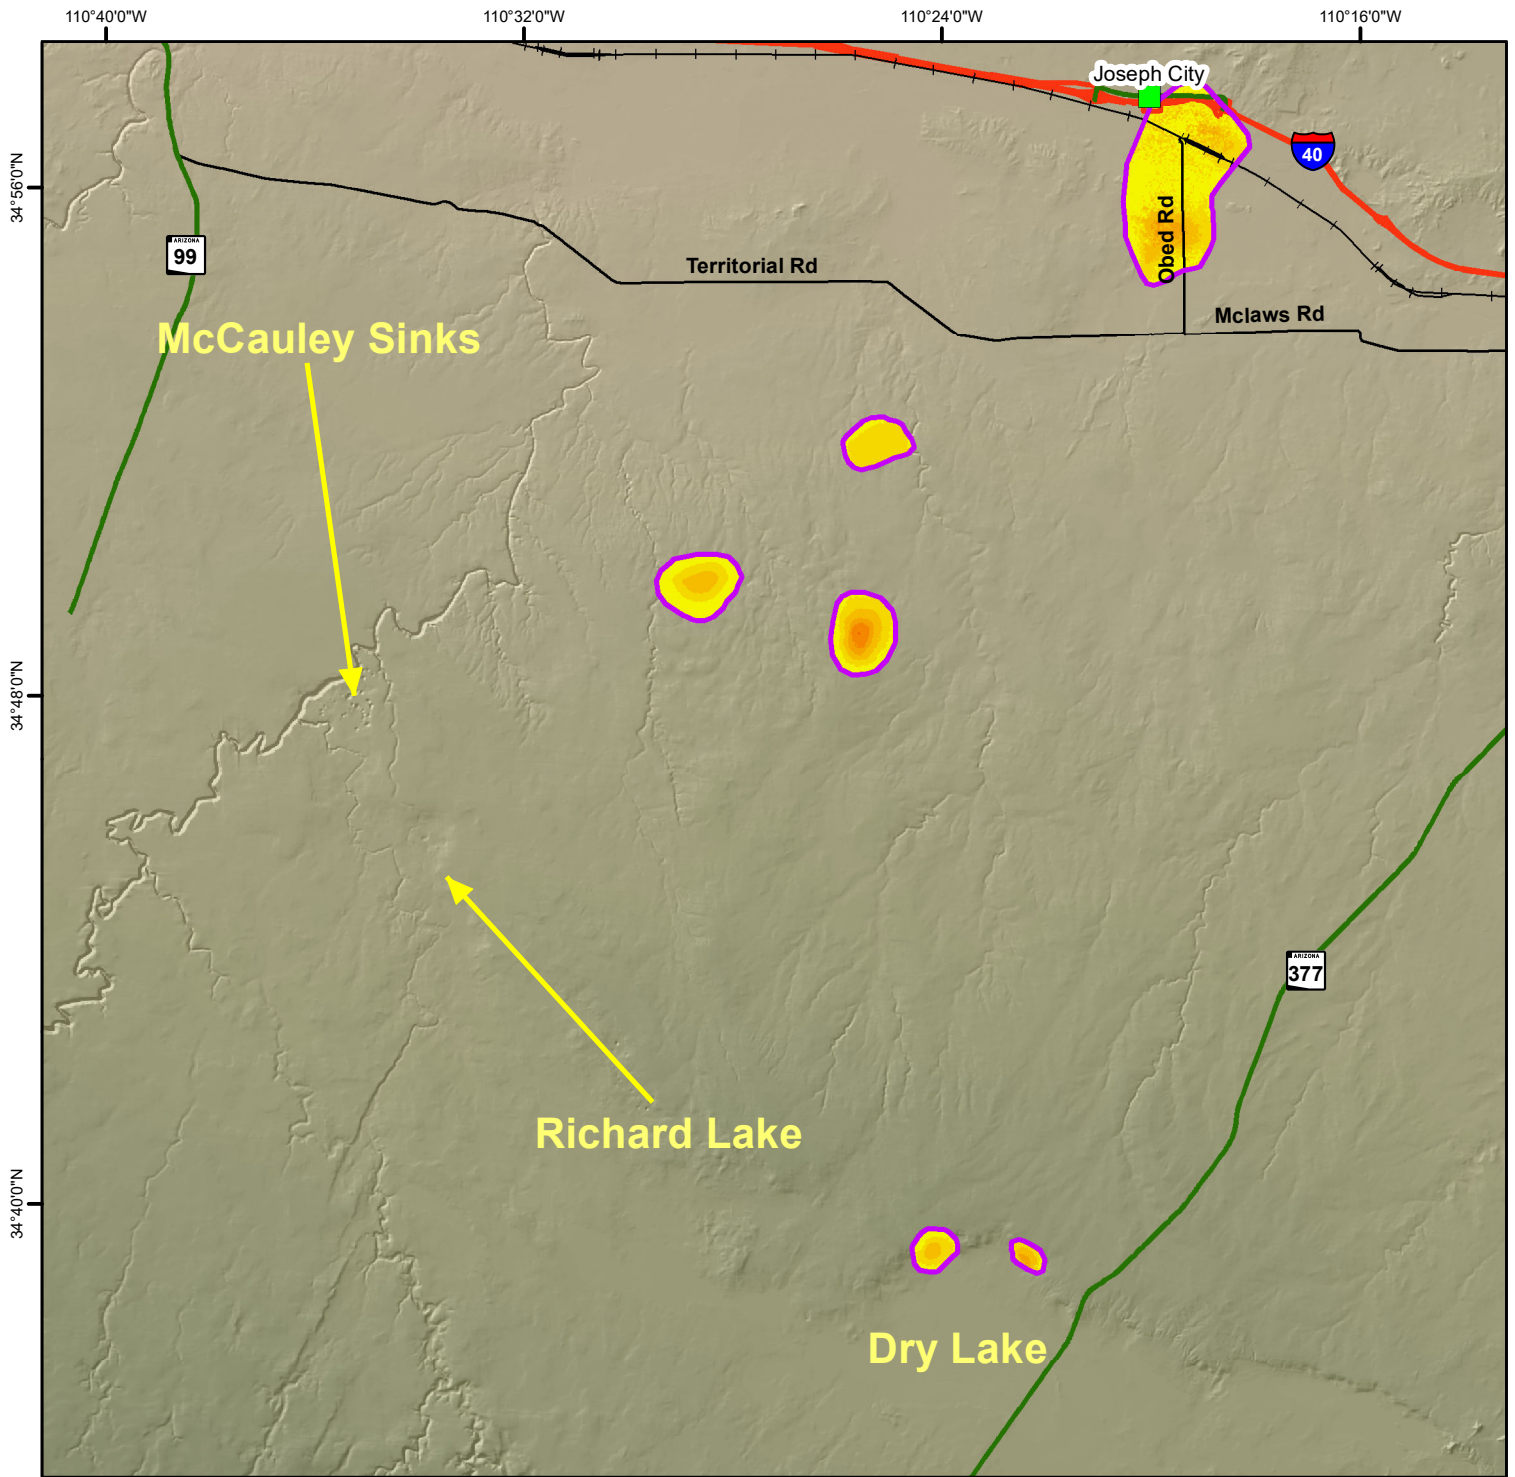 110°40'0"W
110°32'0"W
110°24'0"W
110°16'0"W
Joseph City
40
34°56'0"N
ARIZONA
99
Obed Rd
Territorial Rd
Mclaws Rd
McCauley Sinks
34°48'0"N
ARIZONA
377
Richard Lake
34°40'0"N
Dry Lake